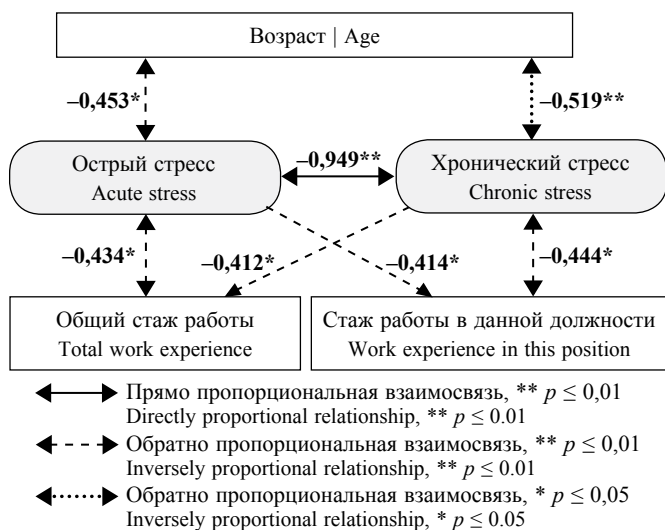 Возраст | Age
–0,453*
–0,519**
Острый стресс
Acute stress
–0,949**
Хронический стресс
Chronic stress
–0,434*
–0,412*
–0,414*
–0,444*
Общий стаж работы
Total work experience
Стаж работы в данной должности
Work experience in this position
Прямо пропорциональная взаимосвязь, ** p ≤ 0,01
Directly proportional relationship, ** p ≤ 0.01
Обратно пропорциональная взаимосвязь, ** p ≤ 0,01
Inversely proportional relationship, ** p ≤ 0.01
Обратно пропорциональная взаимосвязь, * p ≤ 0,05
Inversely proportional relationship, * p ≤ 0.05